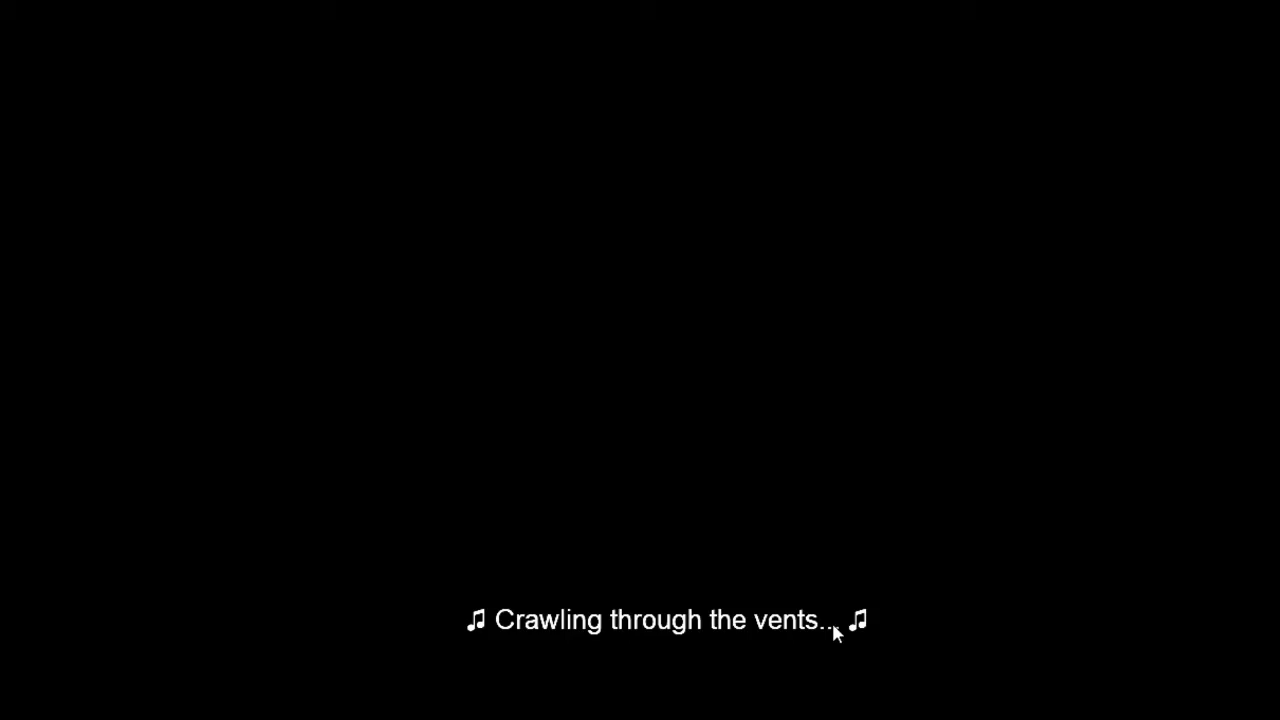 ♫ Crawling through the vents... ♫